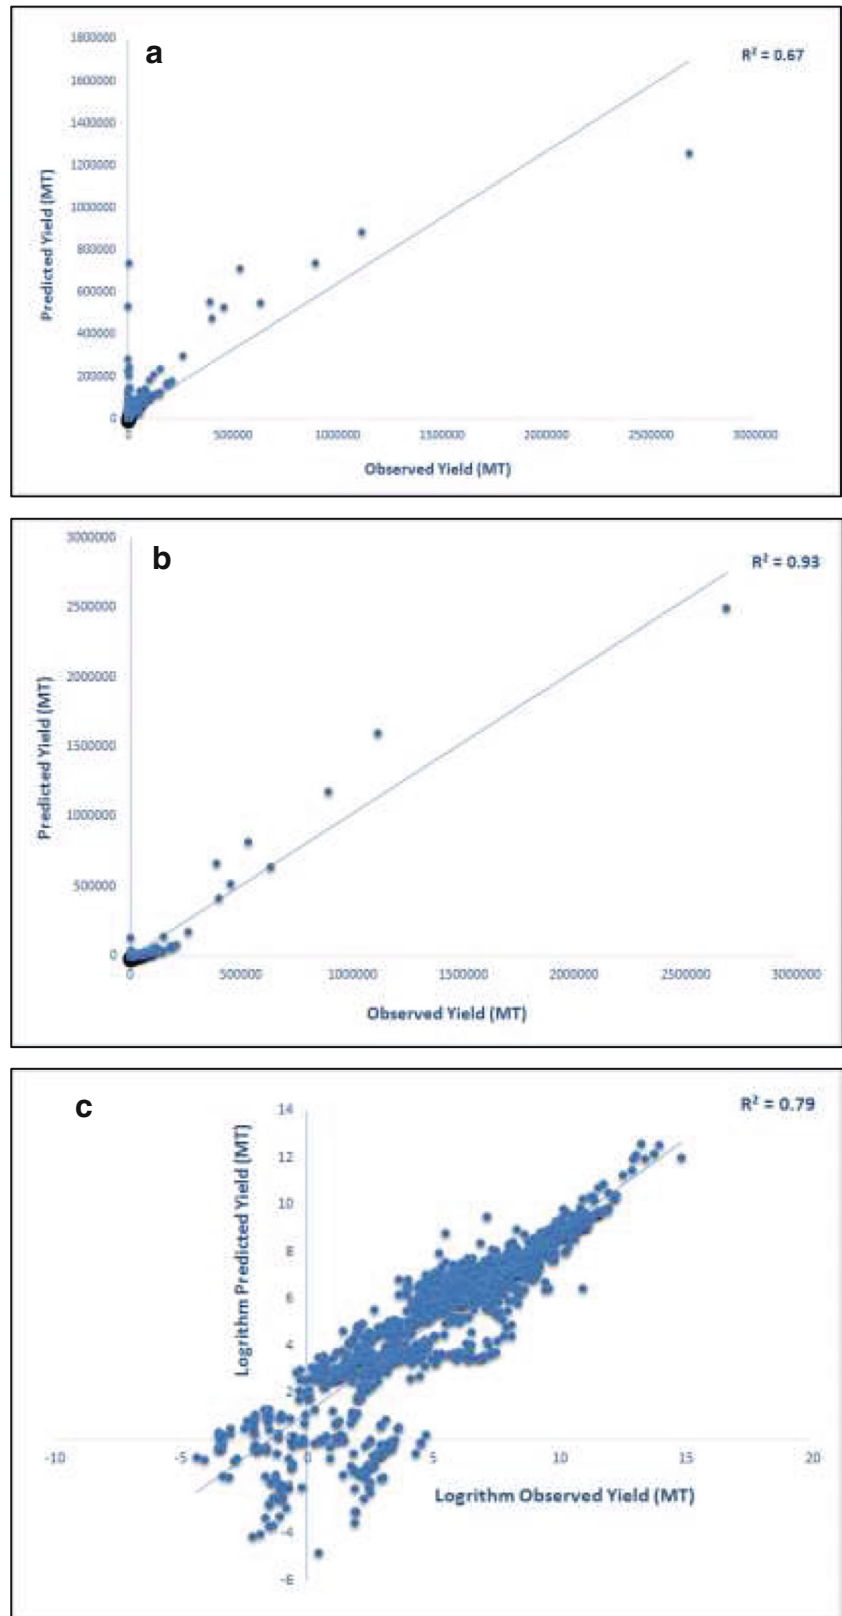 a
R² = 0.67
1800000
1600000
1400000
1200000
1000000
800000
600000
400000
200000
0
Predicted Yield (MT)
0 500000 1000000 1500000 2000000 2500000 3000000
Observed Yield (MT)
b
R² = 0.93
3000000
2500000
2000000
1500000
1000000
500000
0
Predicted Yield (MT)
0 500000 1000000 1500000 2000000 2500000 3000000
Observed Yield (MT)
c
R² = 0.79
14
12
10
8
6
4
2
Logrithm Predicted Yield (MT)
-10 -5 0 5 10 15 20
Logrithm Observed Yield (MT)
-4